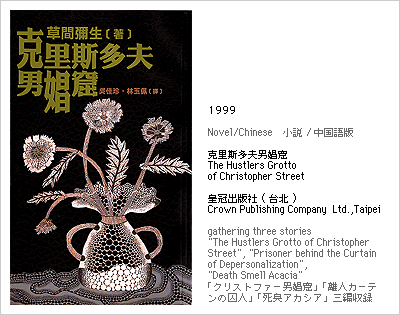 草間彌生〔著〕
克里斯多夫
男娼窟
吳佳珍・林玉佩〔譯〕
1999
Novel/Chinese　小説 / 中国語版
克里斯多夫男娼窟
The Hustlers Grotto
of Christopher Street
皇冠出版社 ( 台北 )
Crown Publishing Company Ltd.,Taipei
gathering three stories
"The Hustlers Grotto of Christopher
Street", "Prisoner behind the Curtain
of Depersonalization",
"Death Smell Acacia"
「クリストファー男娼窟」「離人カーテ
ンの囚人」「死臭アカシア」三編収録